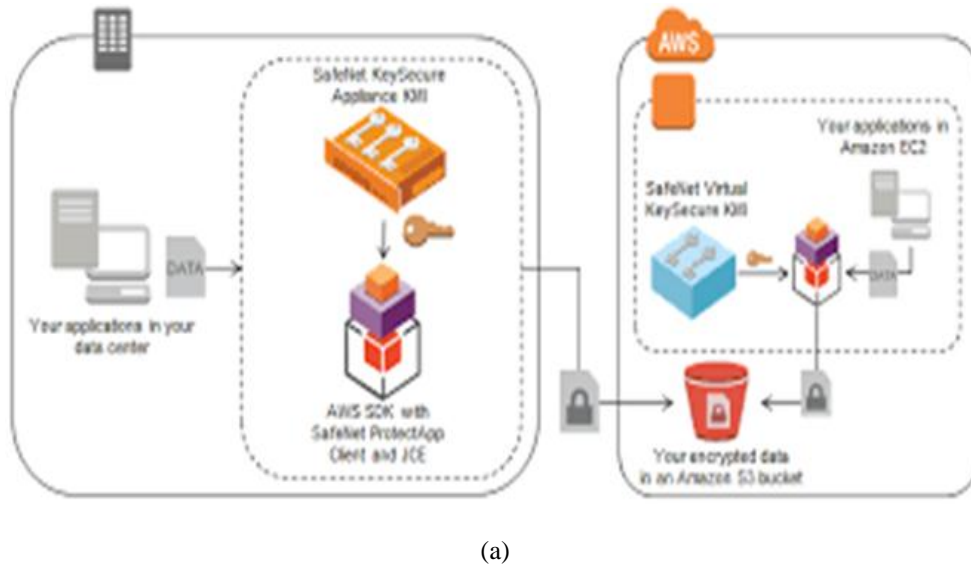 SafeNet KeySecure
Appliance KMI
DATA
Your applications in your
data center
AWS SDK with
SafeNet ProtectApp
Client and JCE
AWS
Your applications in
Amazon EC2
SafeNet Virtual
KeySecure KMI
DATA
Your encrypted data
in an Amazon S3 bucket
(a)